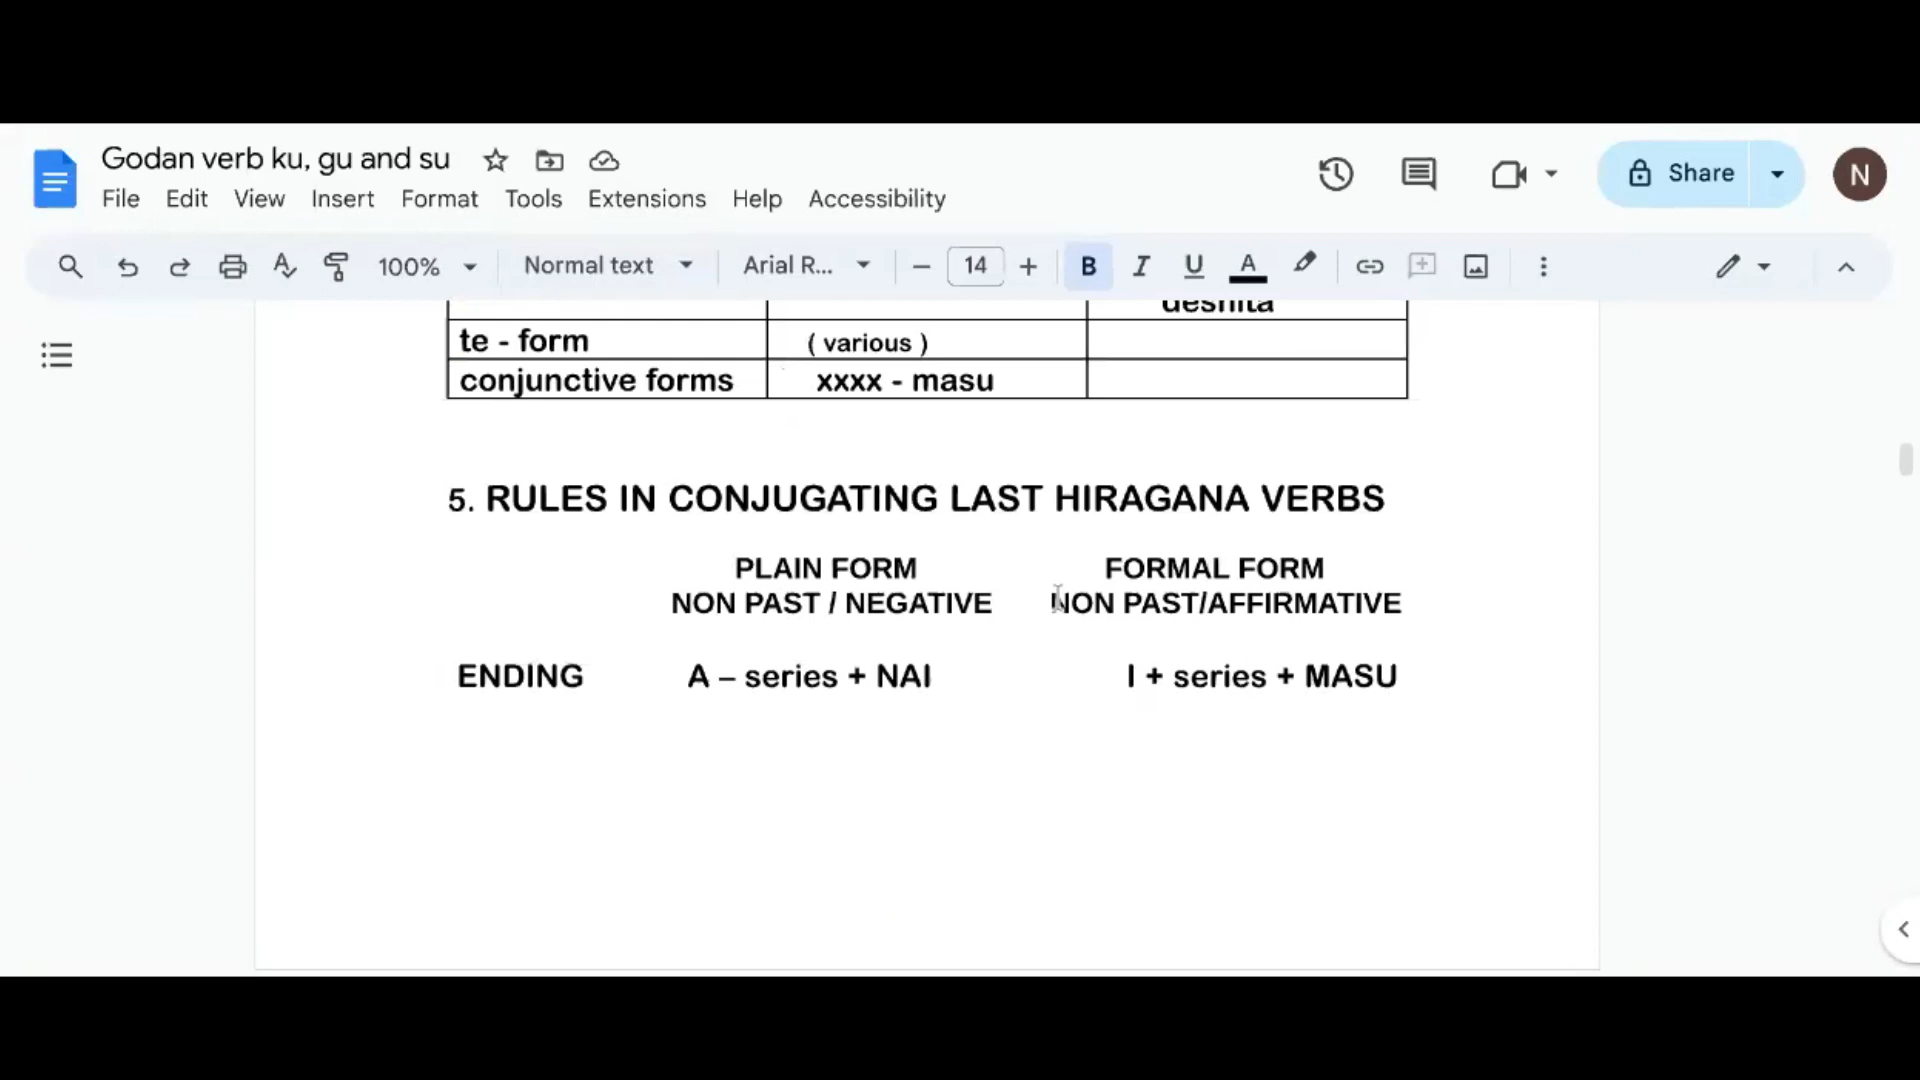 Godan verb ku, gu and su
File Edit View Insert Format Tools Extensions Help Accessibility
Share
N
100% Normal text Arial R... 14 B I U A
deshita
te - form ( various )
conjunctive forms xxxx - masu
5. RULES IN CONJUGATING LAST HIRAGANA VERBS
PLAIN FORM FORMAL FORM
NON PAST / NEGATIVE NON PAST/AFFIRMATIVE
ENDING A – series + NAI I + series + MASU